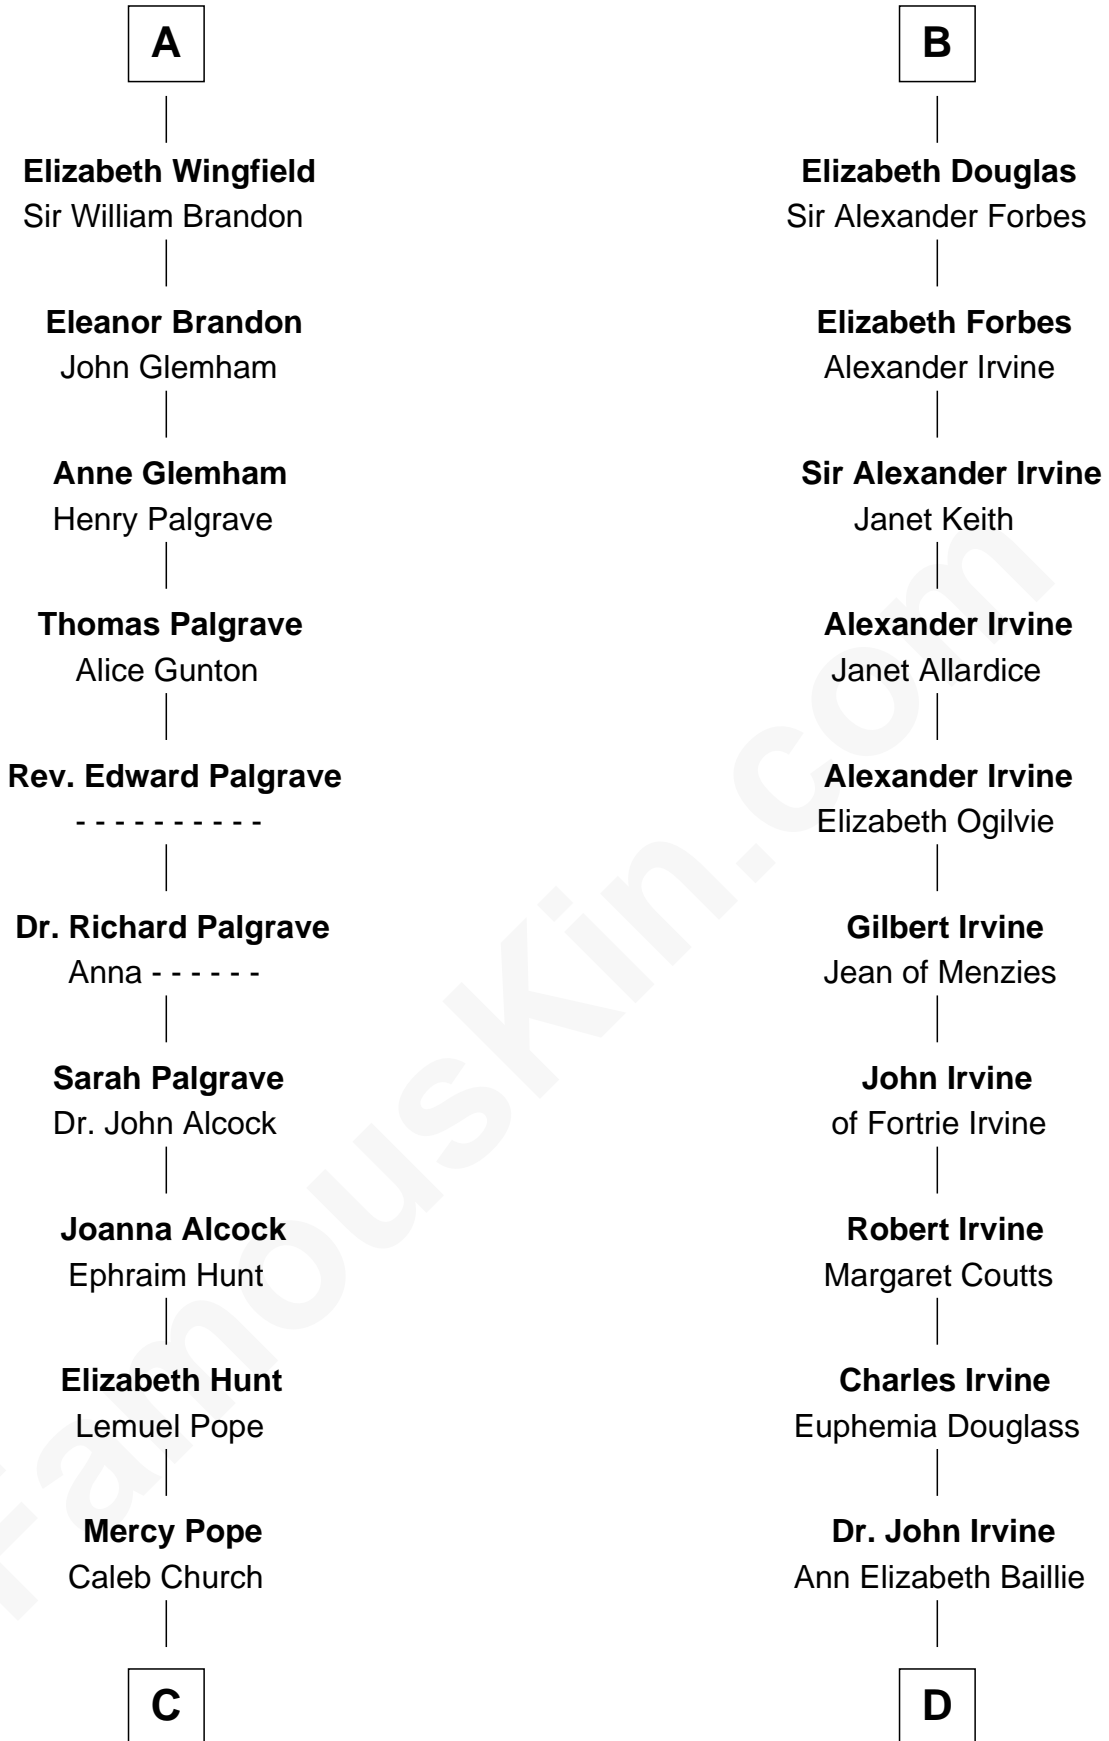 A
Elizabeth Wingfield
Sir William Brandon
Eleanor Brandon
John Glemham
Anne Glemham
Henry Palgrave
Thomas Palgrave
Alice Gunton
Rev. Edward Palgrave
- - - - - - - - - -
Dr. Richard Palgrave
Anna - - - - - -
Sarah Palgrave
Dr. John Alcock
Joanna Alcock
Ephraim Hunt
Elizabeth Hunt
Lemuel Pope
Mercy Pope
Caleb Church
C
B
Elizabeth Douglas
Sir Alexander Forbes
Elizabeth Forbes
Alexander Irvine
Sir Alexander Irvine
Janet Keith
Alexander Irvine
Janet Allardice
Alexander Irvine
Elizabeth Ogilvie
Gilbert Irvine
Jean of Menzies
John Irvine
of Fortrie Irvine
Robert Irvine
Margaret Coutts
Charles Irvine
Euphemia Douglass
Dr. John Irvine
Ann Elizabeth Baillie
D
FamousKin.com